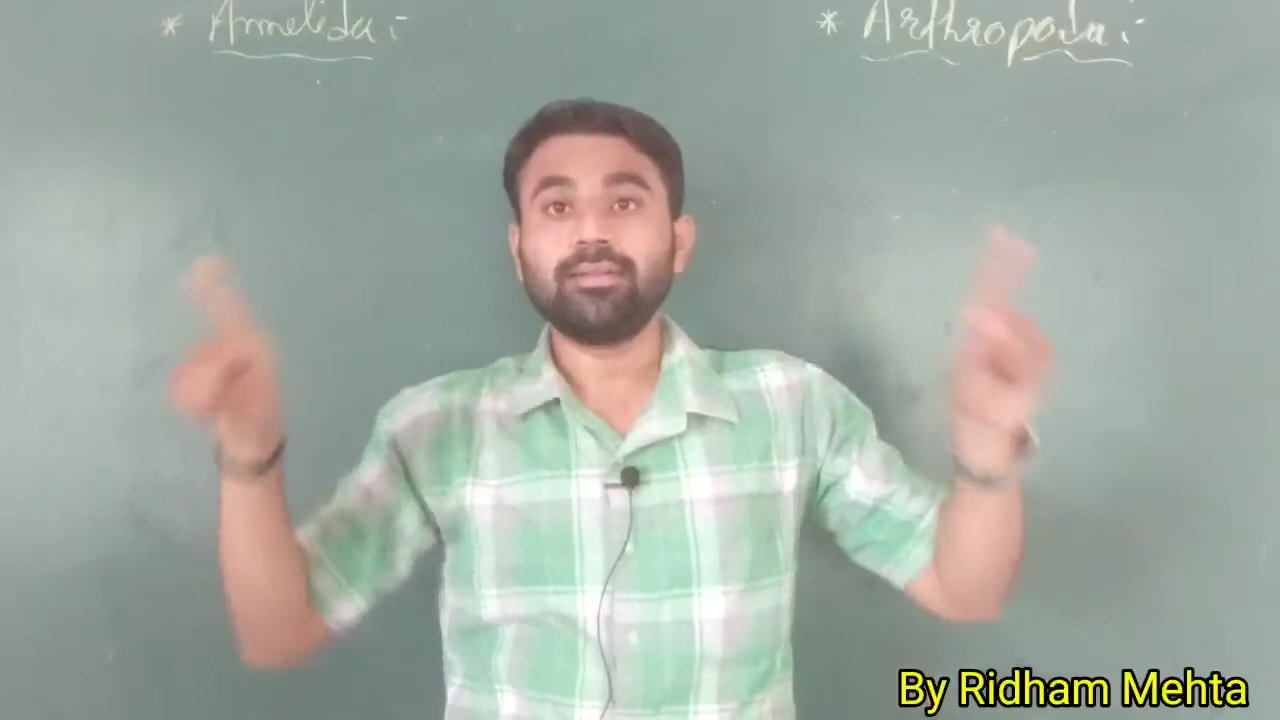 * Annelida :-
* Arthropoda :-
By Ridham Mehta